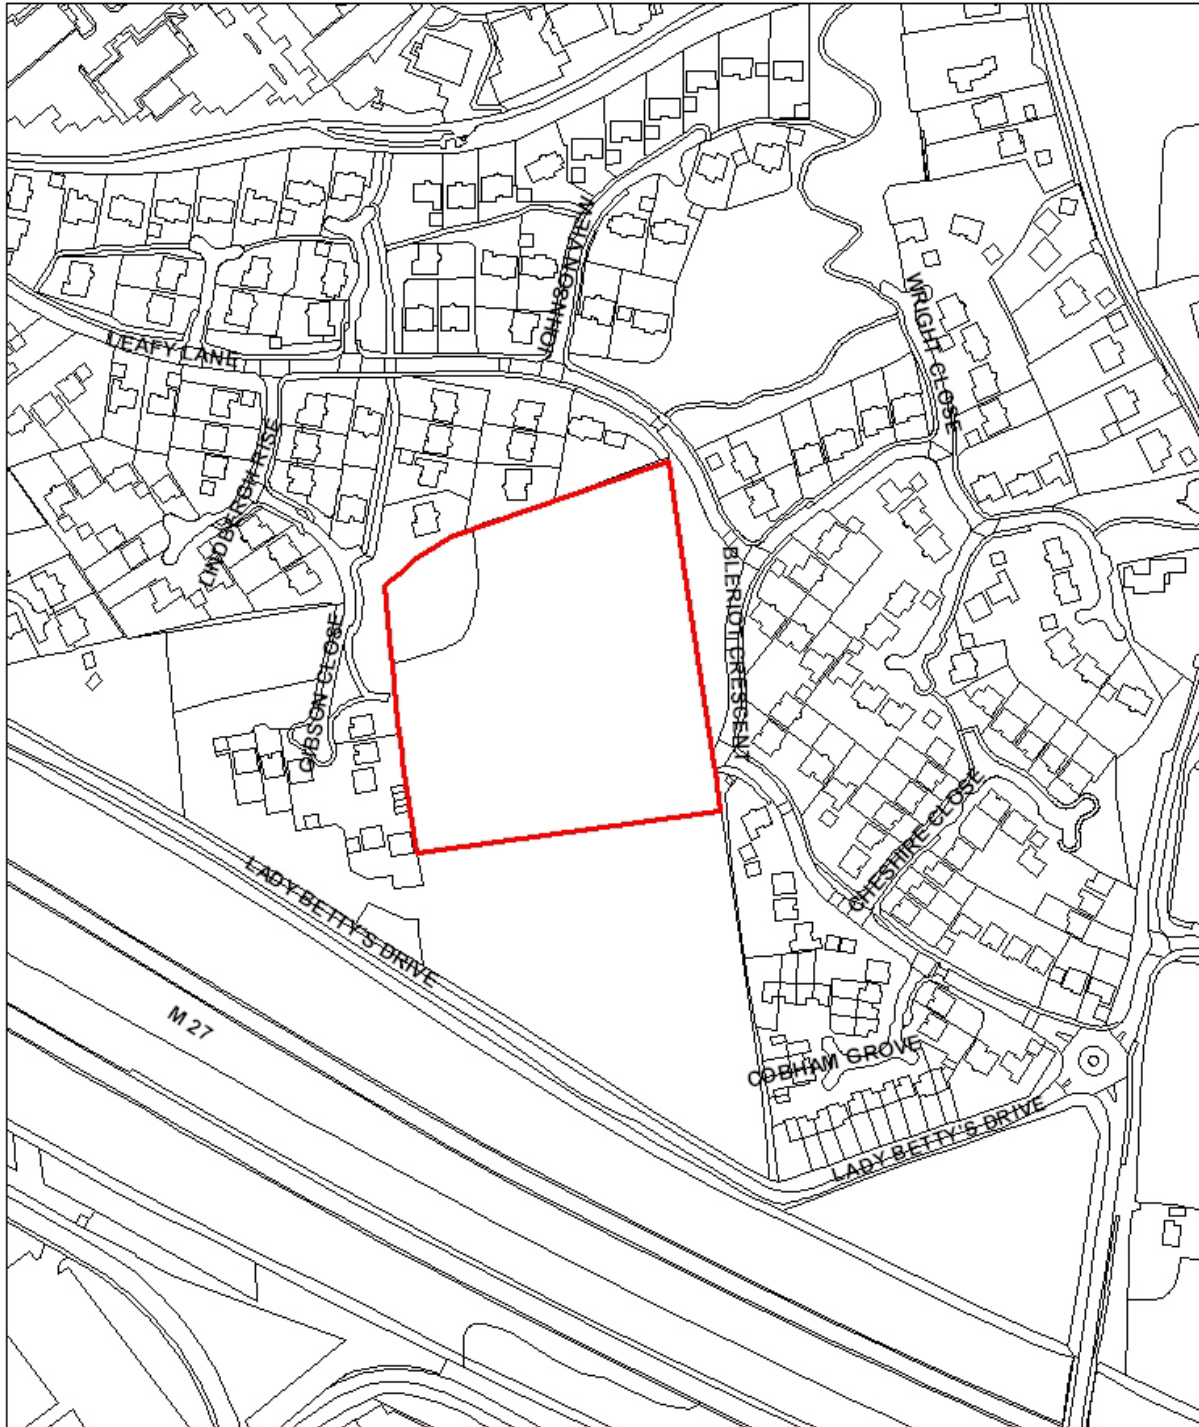 JOHNSON VIEW
WRIGHT CLOSE
LEAFY LANE
LINDBERGH RISE
BLERIOT CRESCENT
GIBSON CLOSE
CHESHIRE CLOSE
LADY BETTY'S DRIVE
M 27
COBHAM GROVE
LADY BETTY'S DRIVE